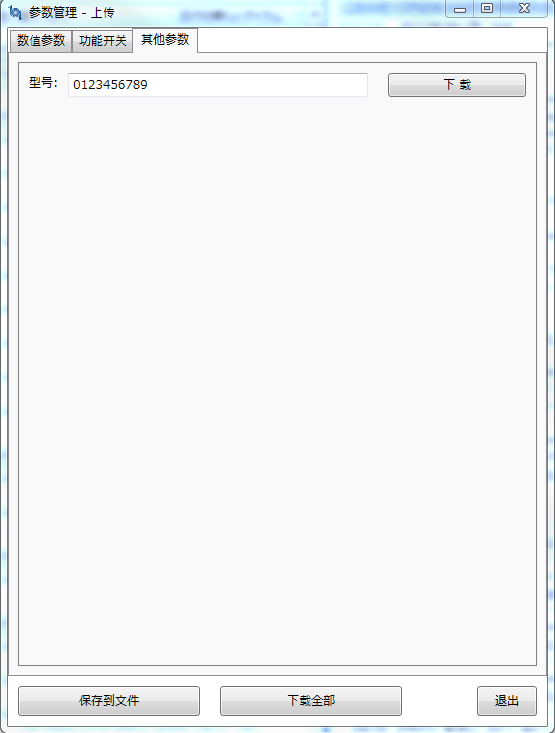 参数管理 - 上传
数值参数 功能开关 其他参数
型号: 0123456789 下 载
保存到文件 下载全部 退出